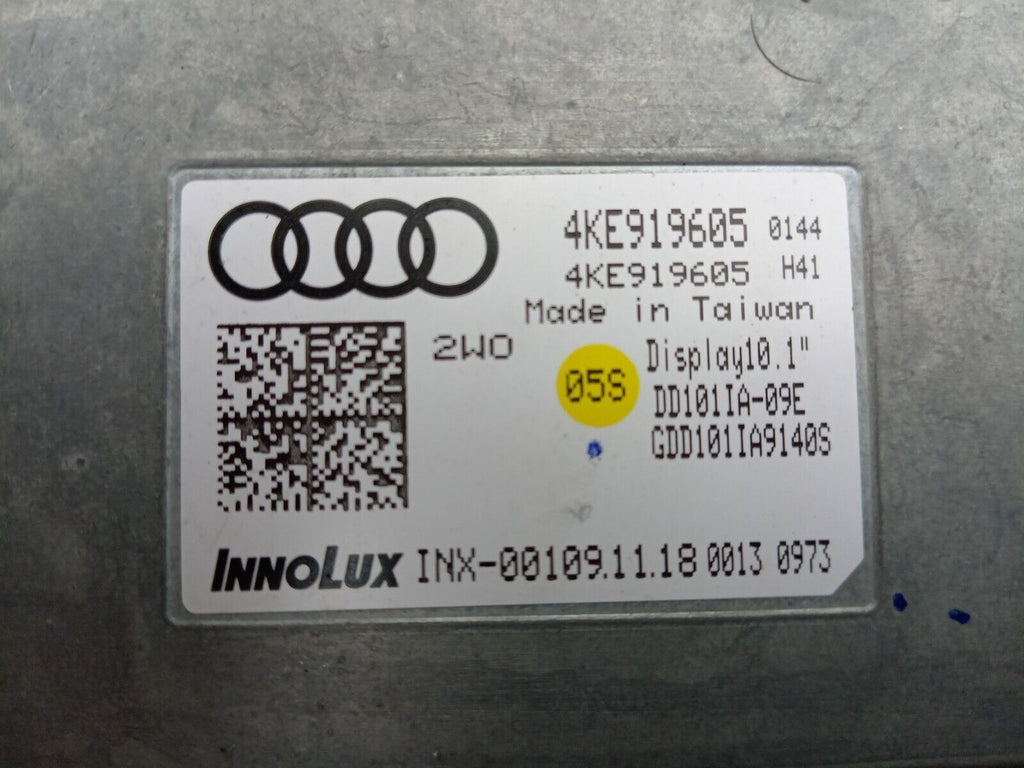 4KE919605 0144
4KE919605 H41
Made in Taiwan
2WO
05S
Display10.1"
DD101IA-09E
GDD101IA9140S
INNOLUX INX-00109.11.18 0013 0973